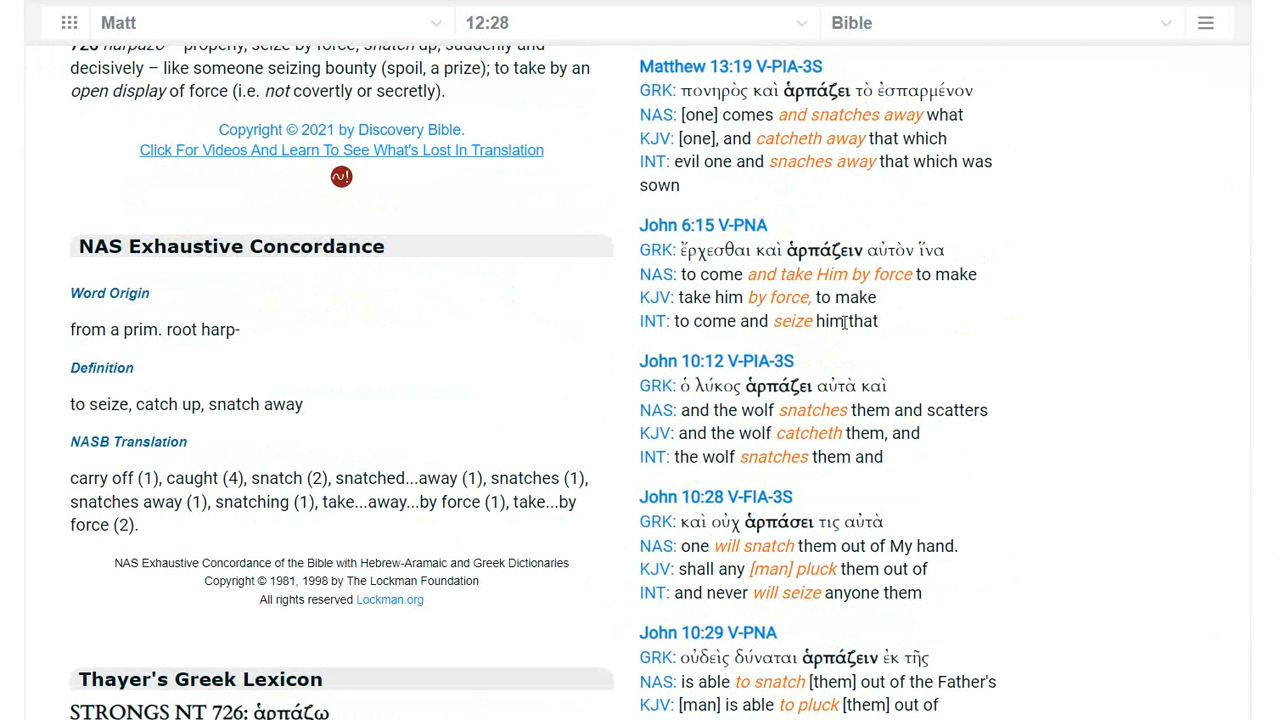 Matt
12:28
Bible
726 harpázō – properly, seize by force; snatch up, suddenly and
decisively – like someone seizing bounty (spoil, a prize); to take by an
open display of force (i.e. not covertly or secretly).
Copyright © 2021 by Discovery Bible.
Click For Videos And Learn To See What's Lost In Translation
NAS Exhaustive Concordance
Word Origin
from a prim. root harp-
Definition
to seize, catch up, snatch away
NASB Translation
carry off (1), caught (4), snatch (2), snatched...away (1), snatches (1),
snatches away (1), snatching (1), take...away...by force (1), take...by
force (2).
NAS Exhaustive Concordance of the Bible with Hebrew-Aramaic and Greek Dictionaries
Copyright © 1981, 1998 by The Lockman Foundation
All rights reserved Lockman.org
Thayer's Greek Lexicon
STRONGS NT 726: ἁρπάζω
Matthew 13:19 V-PIA-3S
GRK: πονηρὸς καὶ ἁρπάζει τὸ ἐσπαρμένον
NAS: [one] comes and snatches away what
KJV: [one], and catcheth away that which
INT: evil one and snaches away that which was
sown
John 6:15 V-PNA
GRK: ἔρχεσθαι καὶ ἁρπάζειν αὐτὸν ἵνα
NAS: to come and take Him by force to make
KJV: take him by force, to make
INT: to come and seize him that
John 10:12 V-PIA-3S
GRK: ὁ λύκος ἁρπάζει αὐτὰ καὶ
NAS: and the wolf snatches them and scatters
KJV: and the wolf catcheth them, and
INT: the wolf snatches them and
John 10:28 V-FIA-3S
GRK: καὶ οὐχ ἁρπάσει τις αὐτὰ
NAS: one will snatch them out of My hand.
KJV: shall any [man] pluck them out of
INT: and never will seize anyone them
John 10:29 V-PNA
GRK: οὐδεὶς δύναται ἁρπάζειν ἐκ τῆς
NAS: is able to snatch [them] out of the Father's
KJV: [man] is able to pluck [them] out of